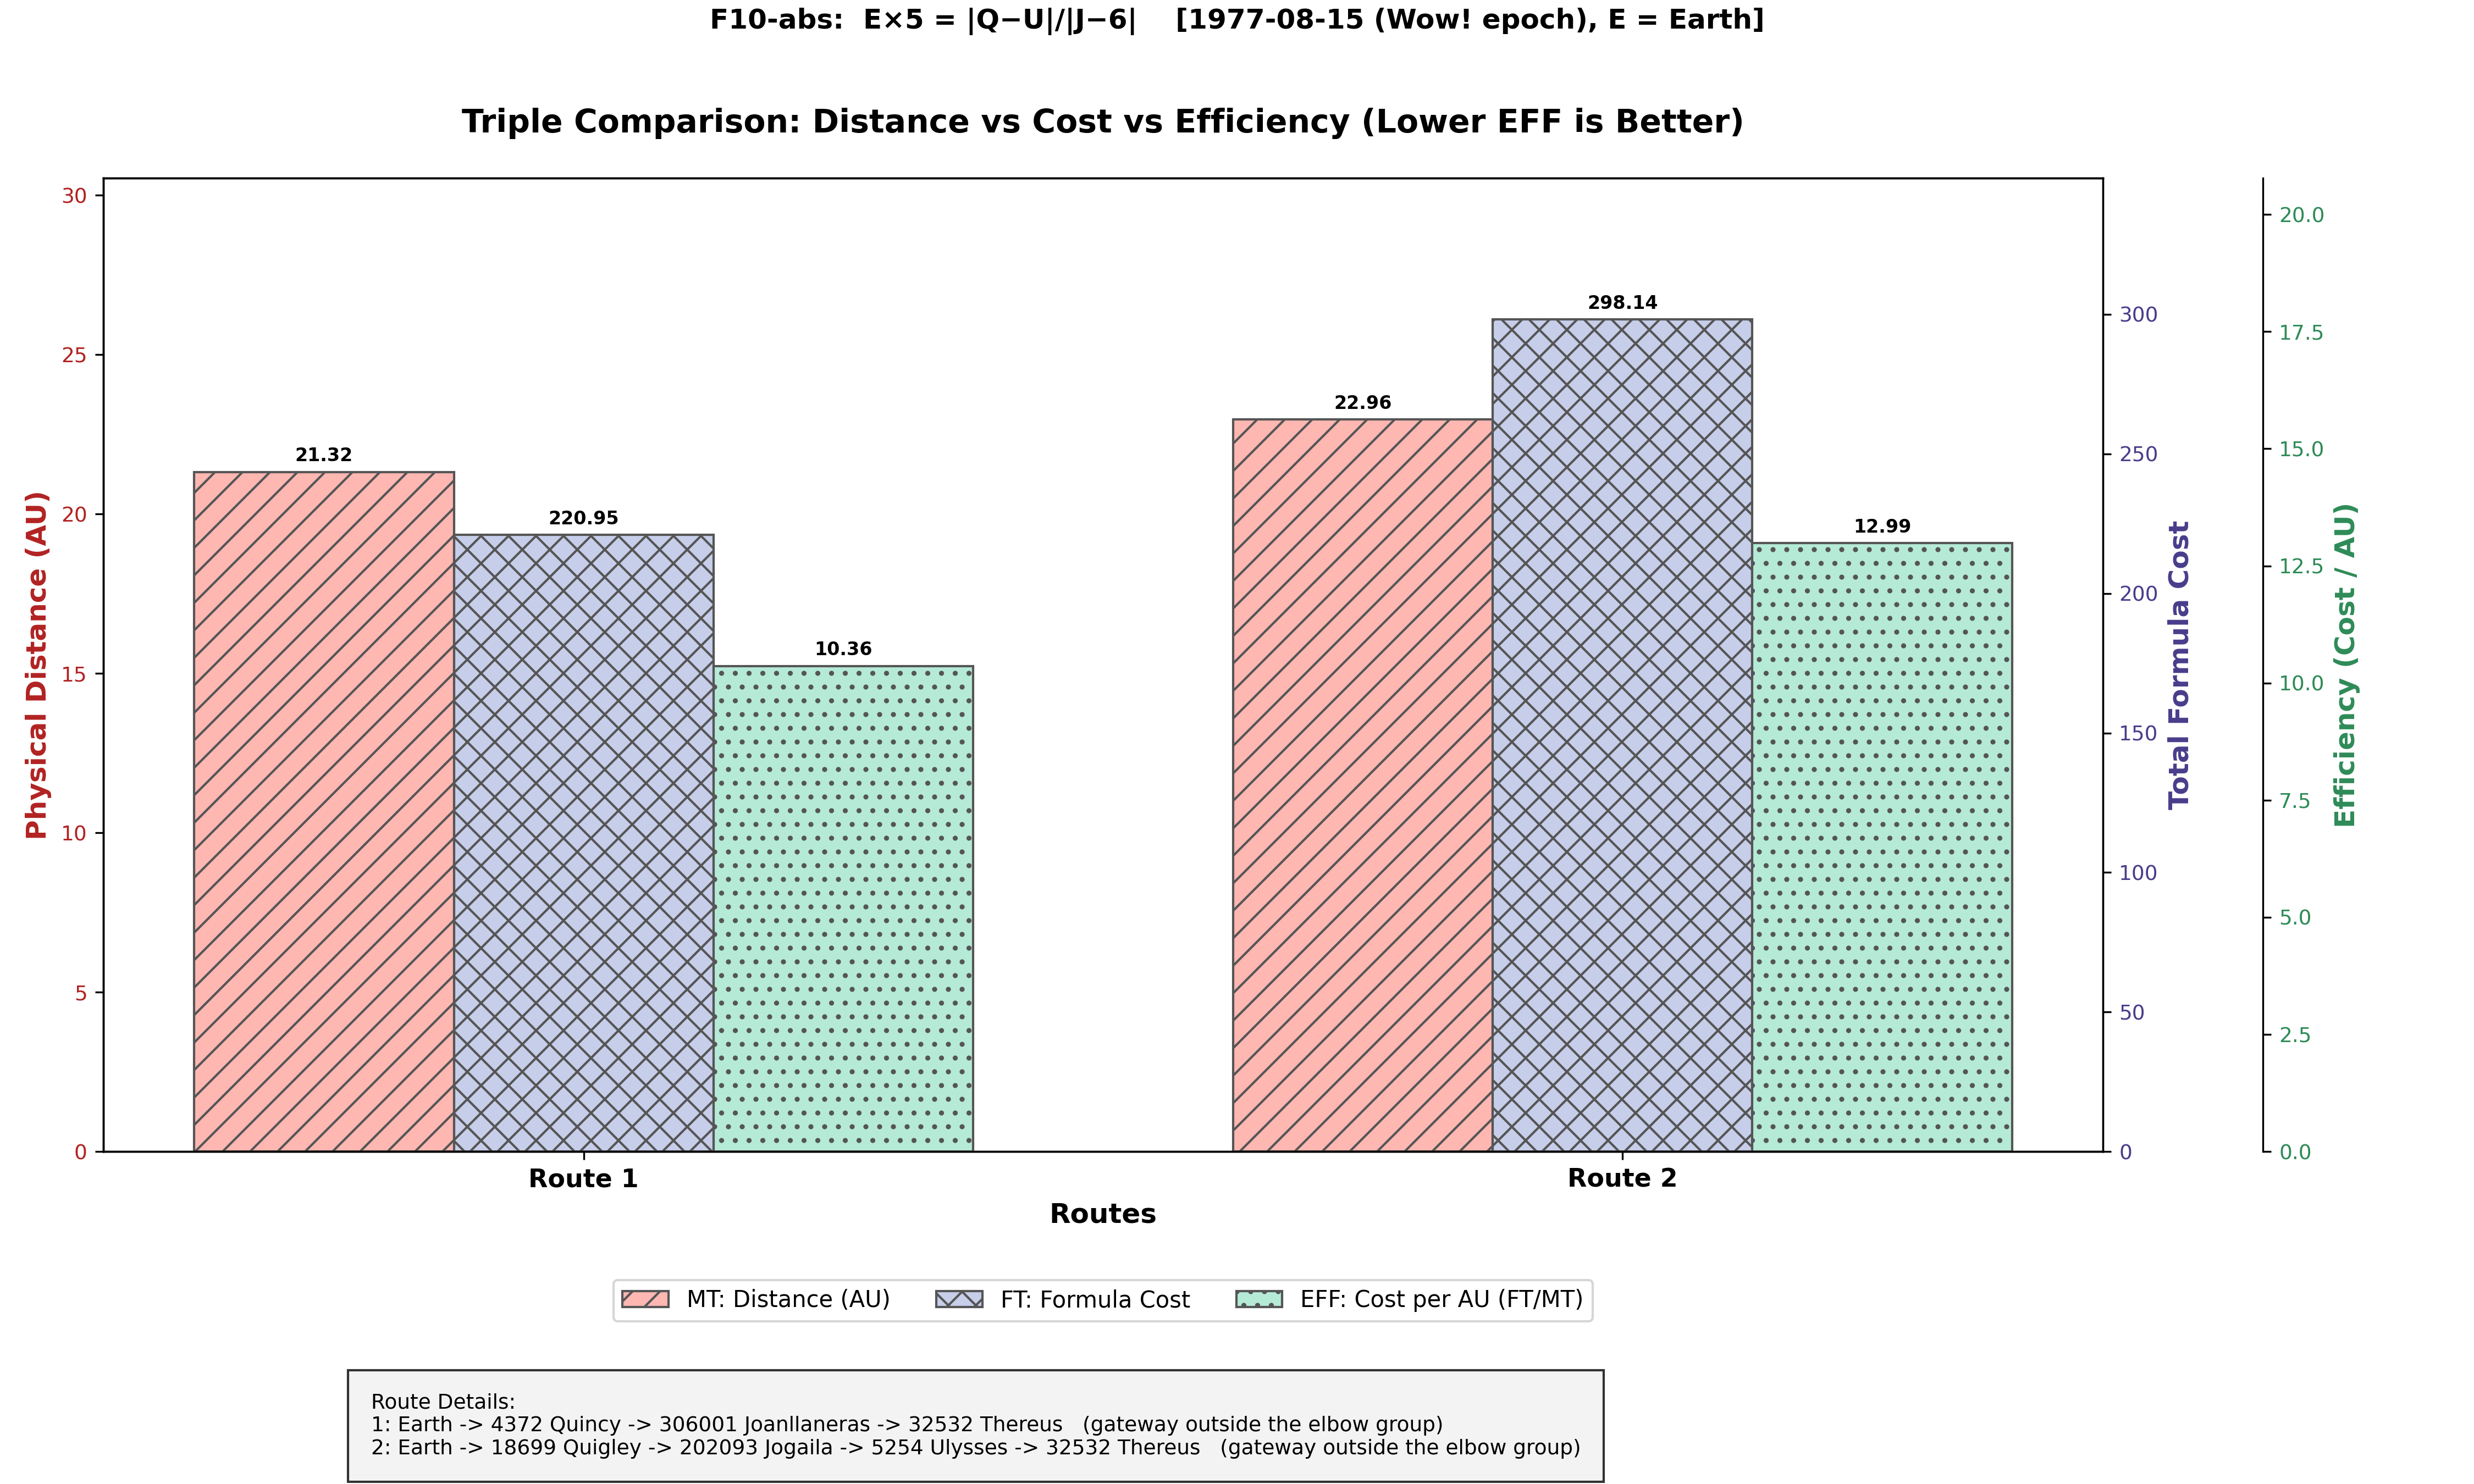 F10-abs:  E×5 = |Q−U|/|J−6|    [1977-08-15 (Wow! epoch), E = Earth]
Triple Comparison: Distance vs Cost vs Efficiency (Lower EFF is Better)
Physical Distance (AU)
30
25
20
15
10
5
0
21.32
220.95
10.36
22.96
298.14
12.99
300
250
200
150
100
50
0
Total Formula Cost
20.0
17.5
15.0
12.5
10.0
7.5
5.0
2.5
0.0
Efficiency (Cost / AU)
Route 1
Route 2
Routes
MT: Distance (AU)
FT: Formula Cost
EFF: Cost per AU (FT/MT)
Route Details:
1: Earth -> 4372 Quincy -> 306001 Joanllaneras -> 32532 Thereus   (gateway outside the elbow group)
2: Earth -> 18699 Quigley -> 202093 Jogaila -> 5254 Ulysses -> 32532 Thereus   (gateway outside the elbow group)